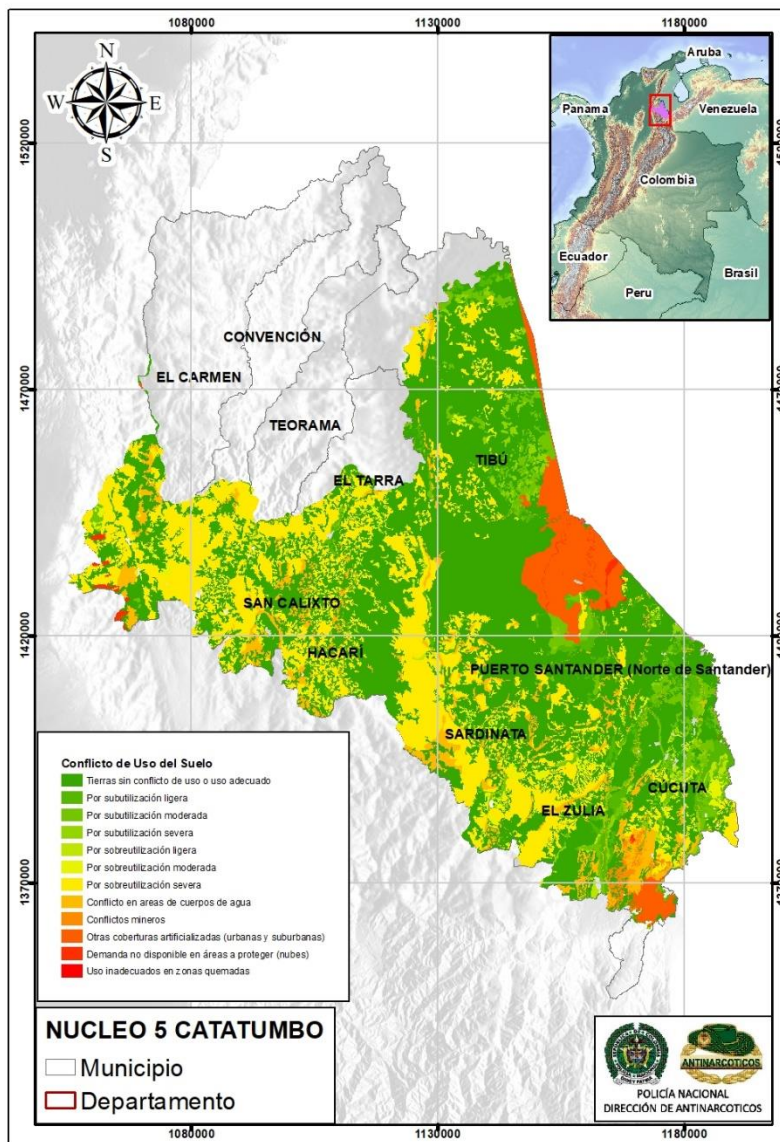 1080000
1130000
1180000
N
W
E
S
Aruba
Panama
Venezuela
Colombia
Ecuador
Brasil
Peru
1520000
CONVENCIÓN
EL CARMEN
1470000
1470000
TEORAMA
TIBÚ
EL TARRA
SAN CALIXTO
1420000
HACARÍ
PUERTO SANTANDER (Norte de Santander)
SARDINATA
CÚCUTA
EL ZULIA
1370000
1370000
Conflicto de Uso del Suelo
Tierras sin conflicto de uso o uso adecuado
Por subutilización ligera
Por subutilización moderada
Por subutilización severa
Por sobreutilización ligera
Por sobreutilización moderada
Por sobreutilización severa
Conflicto en areas de cuerpos de agua
Conflictos mineros
Otras coberturas artificializadas (urbanas y suburbanas)
Demanda no disponible en áreas a proteger (nubes)
Uso inadecuados en zonas quemadas
NUCLEO 5 CATATUMBO
Municipio
Departamento
ANTINARCOTICOS
POLICÍA NACIONAL
DIRECCIÓN DE ANTINARCOTICOS
1080000
1130000
1180000